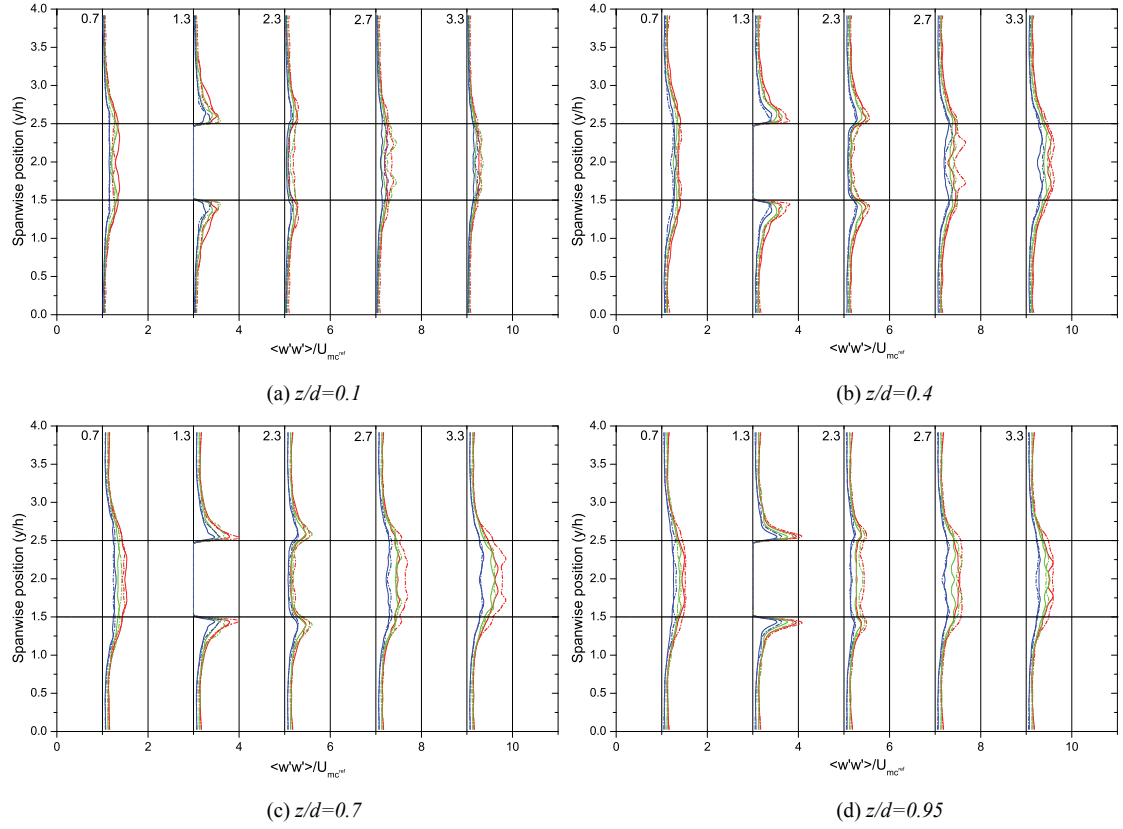 0.7 1.3 2.3 2.7 3.3
4.0
3.5
3.0
2.5
2.0
1.5
1.0
0.5
0.0
Spanwise position (y/h)
0 2 4 6 8 10
<w'w'>/U_mc^ref
(a) z/d=0.1
0.7 1.3 2.3 2.7 3.3
4.0
3.5
3.0
2.5
2.0
1.5
1.0
0.5
0.0
Spanwise position (y/h)
0 2 4 6 8 10
<w'w'>/U_mc^ref
(b) z/d=0.4
0.7 1.3 2.3 2.7 3.3
4.0
3.5
3.0
2.5
2.0
1.5
1.0
0.5
0.0
Spanwise position (y/h)
0 2 4 6 8 10
<w'w'>/U_mc^ref
(c) z/d=0.7
0.7 1.3 2.3 2.7 3.3
4.0
3.5
3.0
2.5
2.0
1.5
1.0
0.5
0.0
Spanwise position (y/h)
0 2 4 6 8 10
<w'w'>/U_mc^ref
(d) z/d=0.95